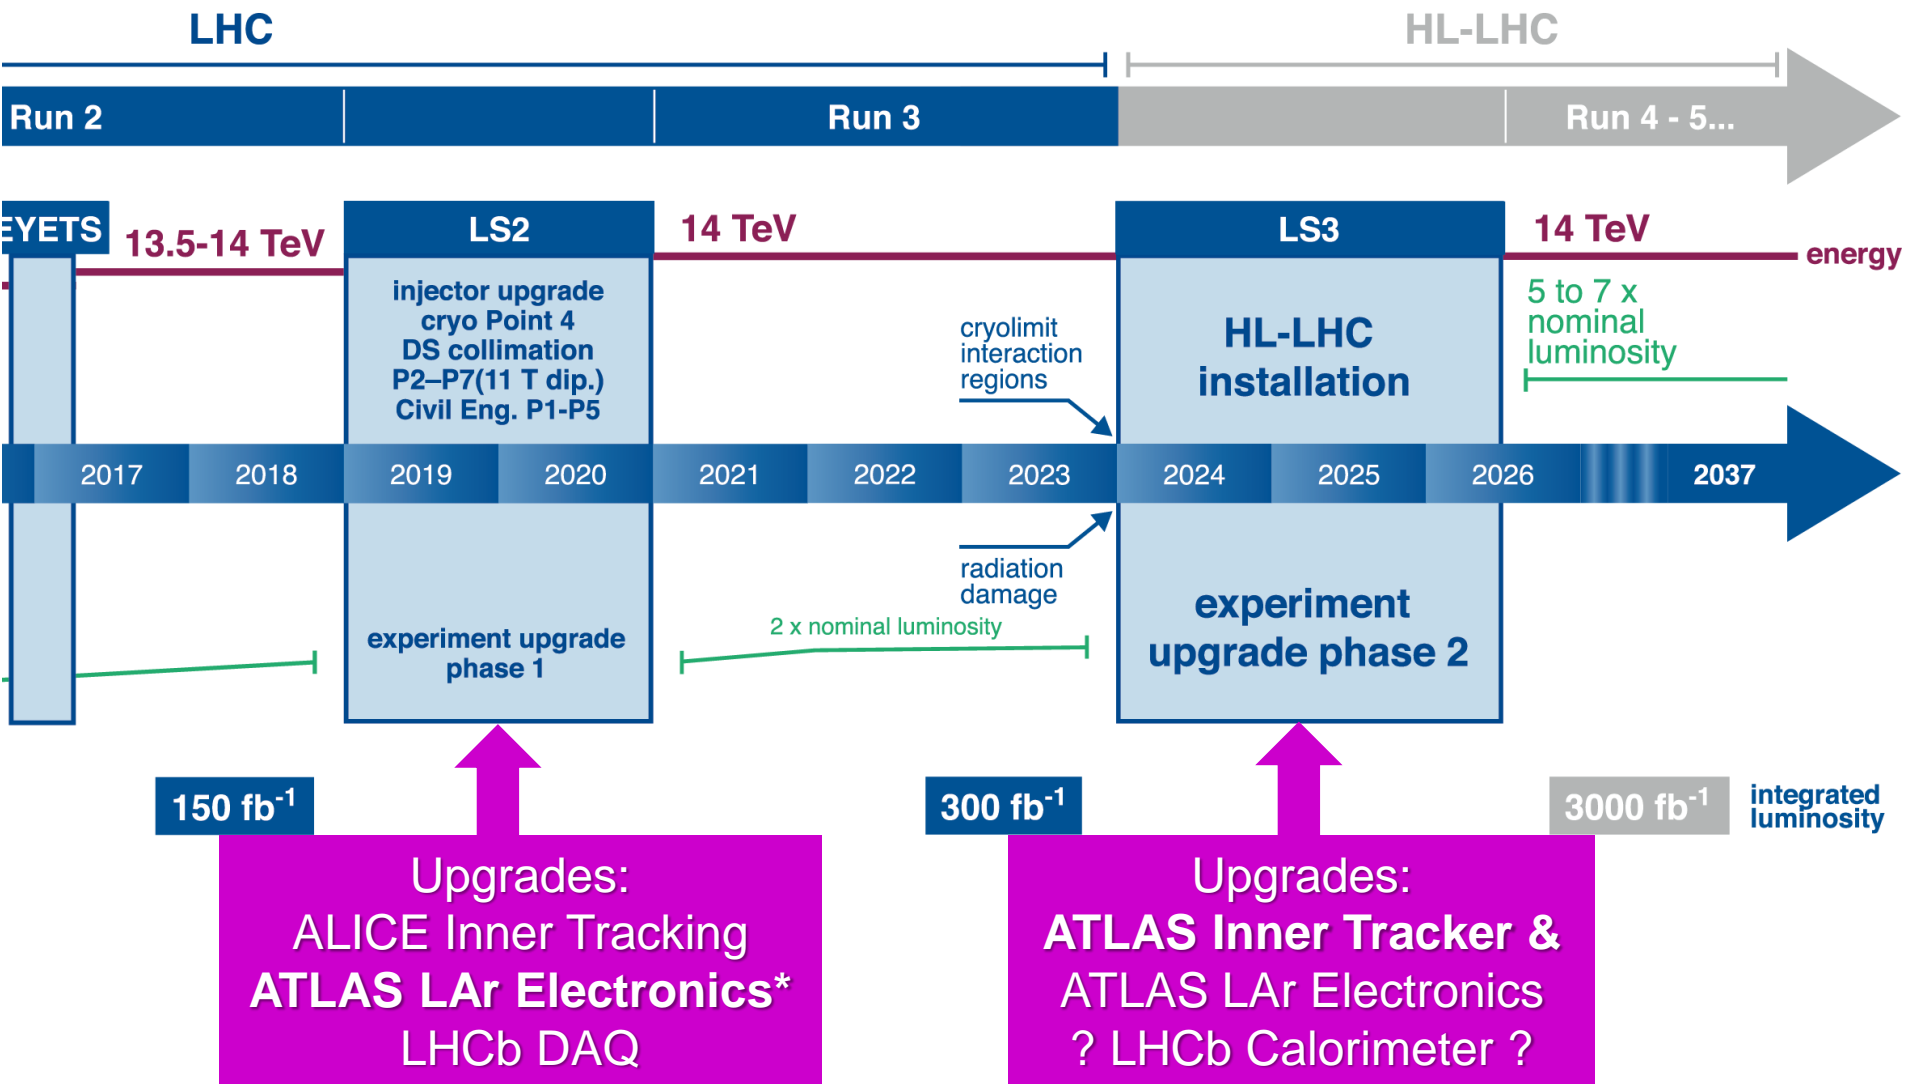 LHC
HL-LHC
Run 2
Run 3
Run 4 - 5...
EYETS
13.5-14 TeV
LS2
14 TeV
LS3
14 TeV
energy
injector upgrade
cryo Point 4
DS collimation
P2–P7(11 T dip.)
Civil Eng. P1-P5
cryolimit
interaction
regions
HL-LHC
installation
5 to 7 x
nominal
luminosity
2017
2018
2019
2020
2021
2022
2023
2024
2025
2026
2037
radiation
damage
experiment upgrade
phase 1
2 x nominal luminosity
experiment
upgrade phase 2
150 fb⁻¹
300 fb⁻¹
3000 fb⁻¹
integrated
luminosity
Upgrades:
ALICE Inner Tracking
ATLAS LAr Electronics*
LHCb DAQ
Upgrades:
ATLAS Inner Tracker &
ATLAS LAr Electronics
? LHCb Calorimeter ?